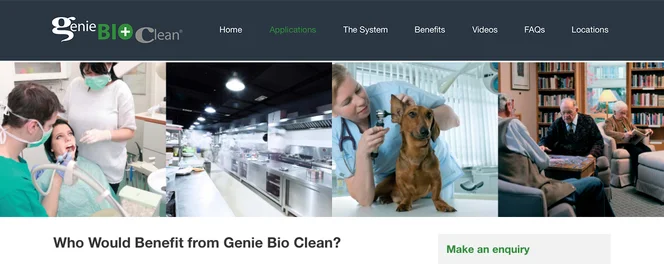 genie BIO Clean®
Home Applications The System Benefits Videos FAQs Locations
Who Would Benefit from Genie Bio Clean?
Make an enquiry